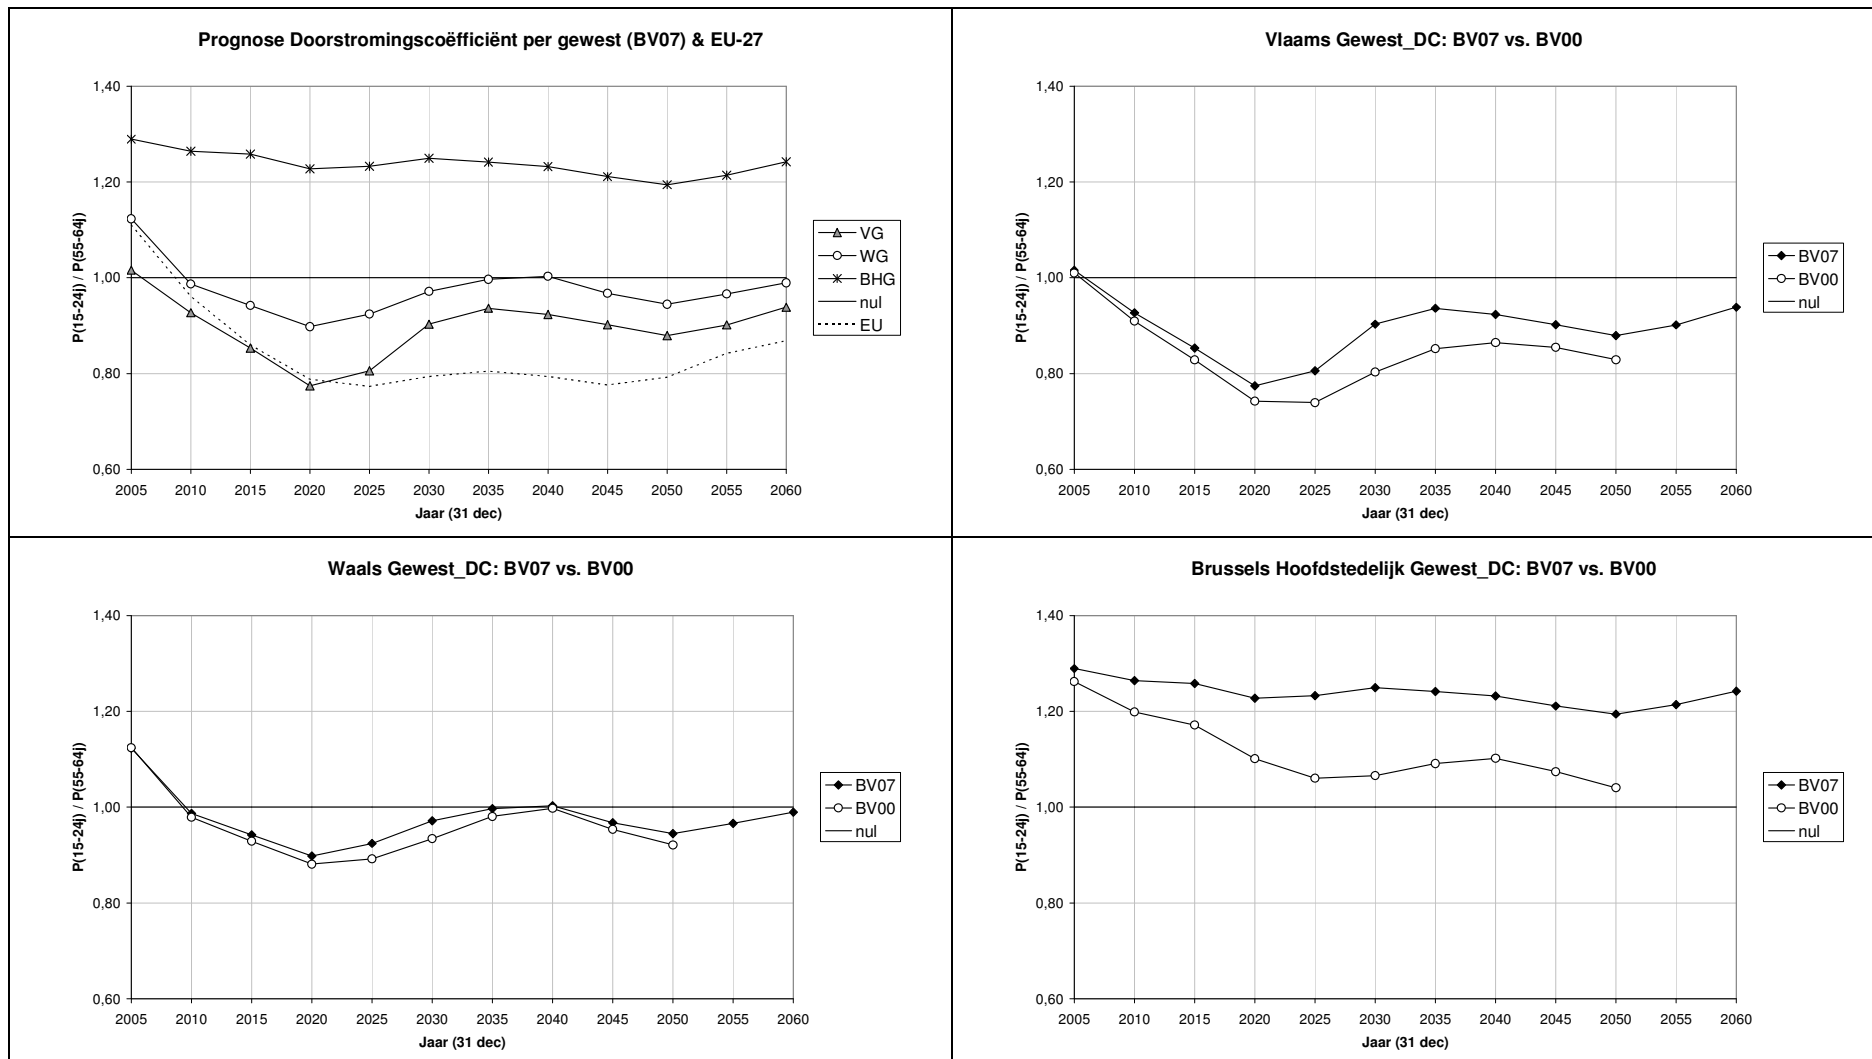 Prognose Doorstromingscoëfficiënt per gewest (BV07) & EU-27
P(15-24j) / P(55-64j)
1,40
1,20
1,00
0,80
0,60
2005 2010 2015 2020 2025 2030 2035 2040 2045 2050 2055 2060
Jaar (31 dec)
VG
WG
BHG
nul
EU
Vlaams Gewest_DC: BV07 vs. BV00
P(15-24j) / P(55-64j)
1,40
1,20
1,00
0,80
0,60
2005 2010 2015 2020 2025 2030 2035 2040 2045 2050 2055 2060
Jaar (31 dec)
BV07
BV00
nul
Waals Gewest_DC: BV07 vs. BV00
P(15-24j) / P(55-64j)
1,40
1,20
1,00
0,80
0,60
2005 2010 2015 2020 2025 2030 2035 2040 2045 2050 2055 2060
Jaar (31 dec)
BV07
BV00
nul
Brussels Hoofdstedelijk Gewest_DC: BV07 vs. BV00
P(15-24j) / P(55-64j)
1,40
1,20
1,00
0,80
0,60
2005 2010 2015 2020 2025 2030 2035 2040 2045 2050 2055 2060
Jaar (31 dec)
BV07
BV00
nul